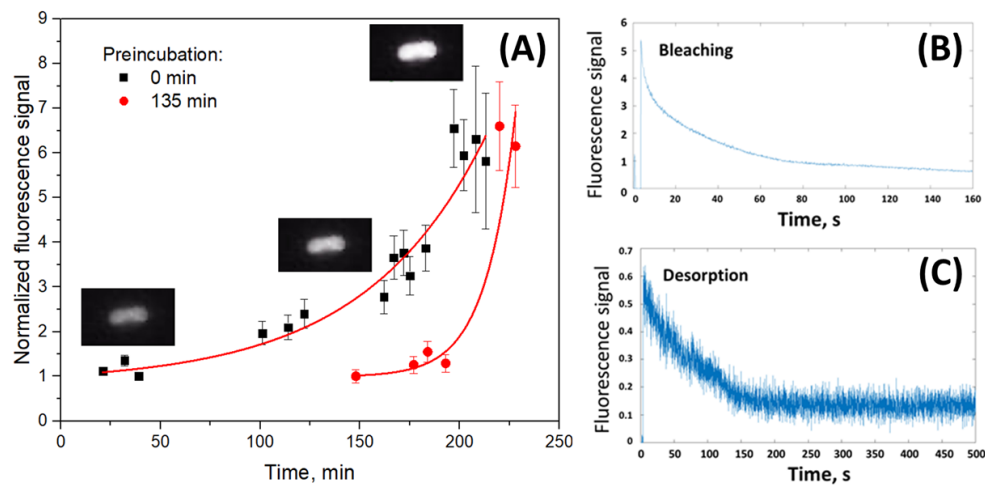 (A)
Preincubation:
0 min
135 min
Normalized fluorescence signal
9
8
7
6
5
4
3
2
1
0
0 50 100 150 200 250
Time, min
(B)
Bleaching
Fluorescence signal
6
5
4
3
2
1
0
0 20 40 60 80 100 120 140 160
Time, s
(C)
Desorption
Fluorescence signal
0.7
0.6
0.5
0.4
0.3
0.2
0.1
0
0 50 100 150 200 250 300 350 400 450 500
Time, s